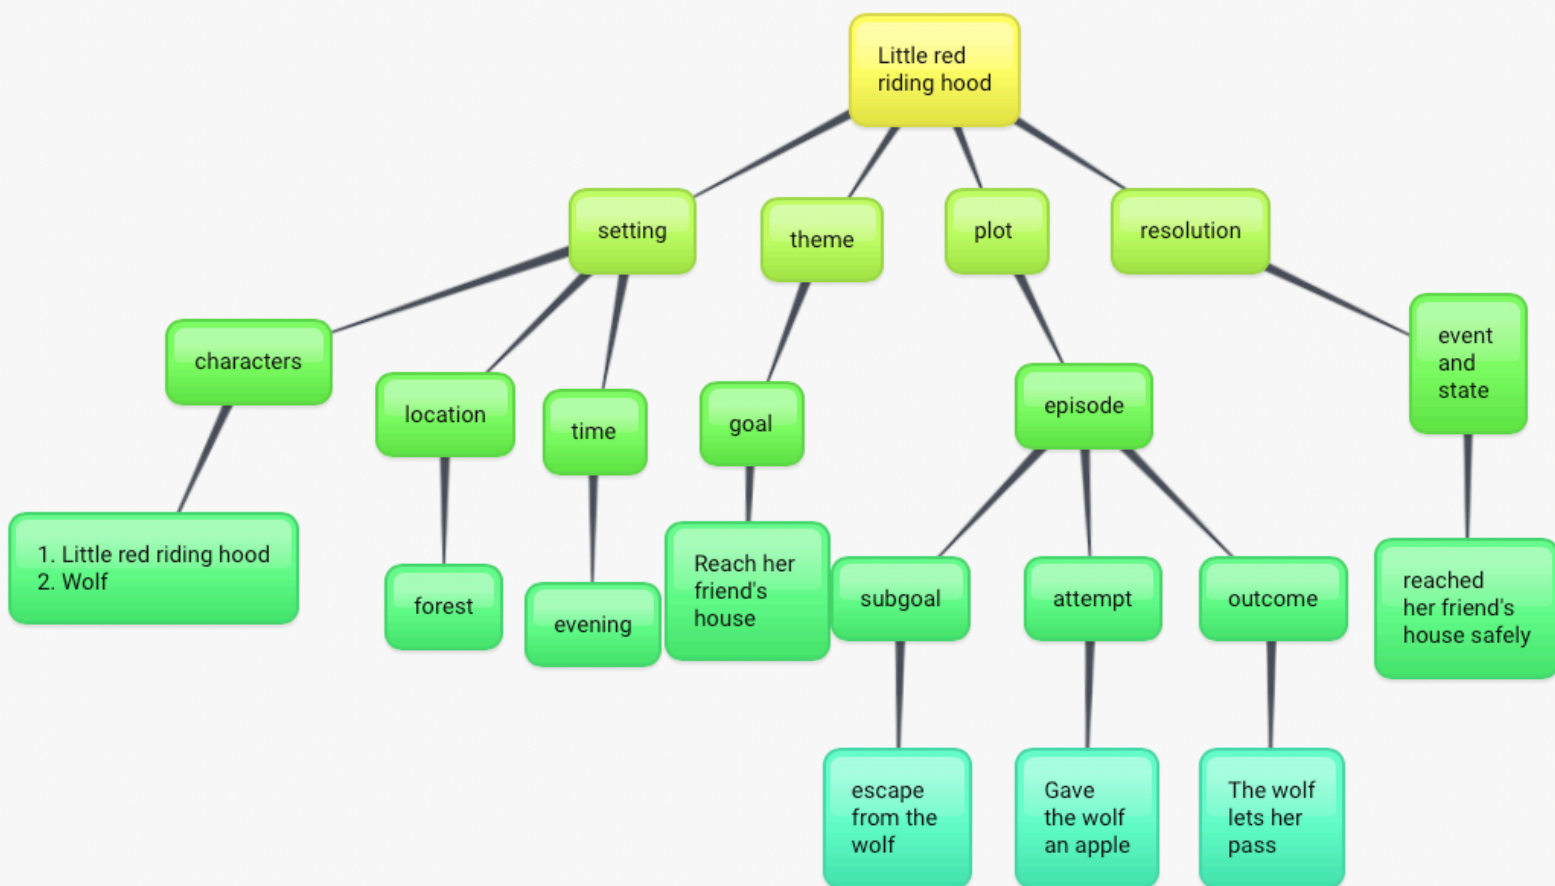 Little red
riding hood
setting
theme
plot
resolution
characters
location
time
goal
episode
event
and
state
1. Little red riding hood
2. Wolf
forest
evening
Reach her
friend's
house
subgoal
attempt
outcome
reached
her friend's
house safely
escape
from the
wolf
Gave
the wolf
an apple
The wolf
lets her
pass